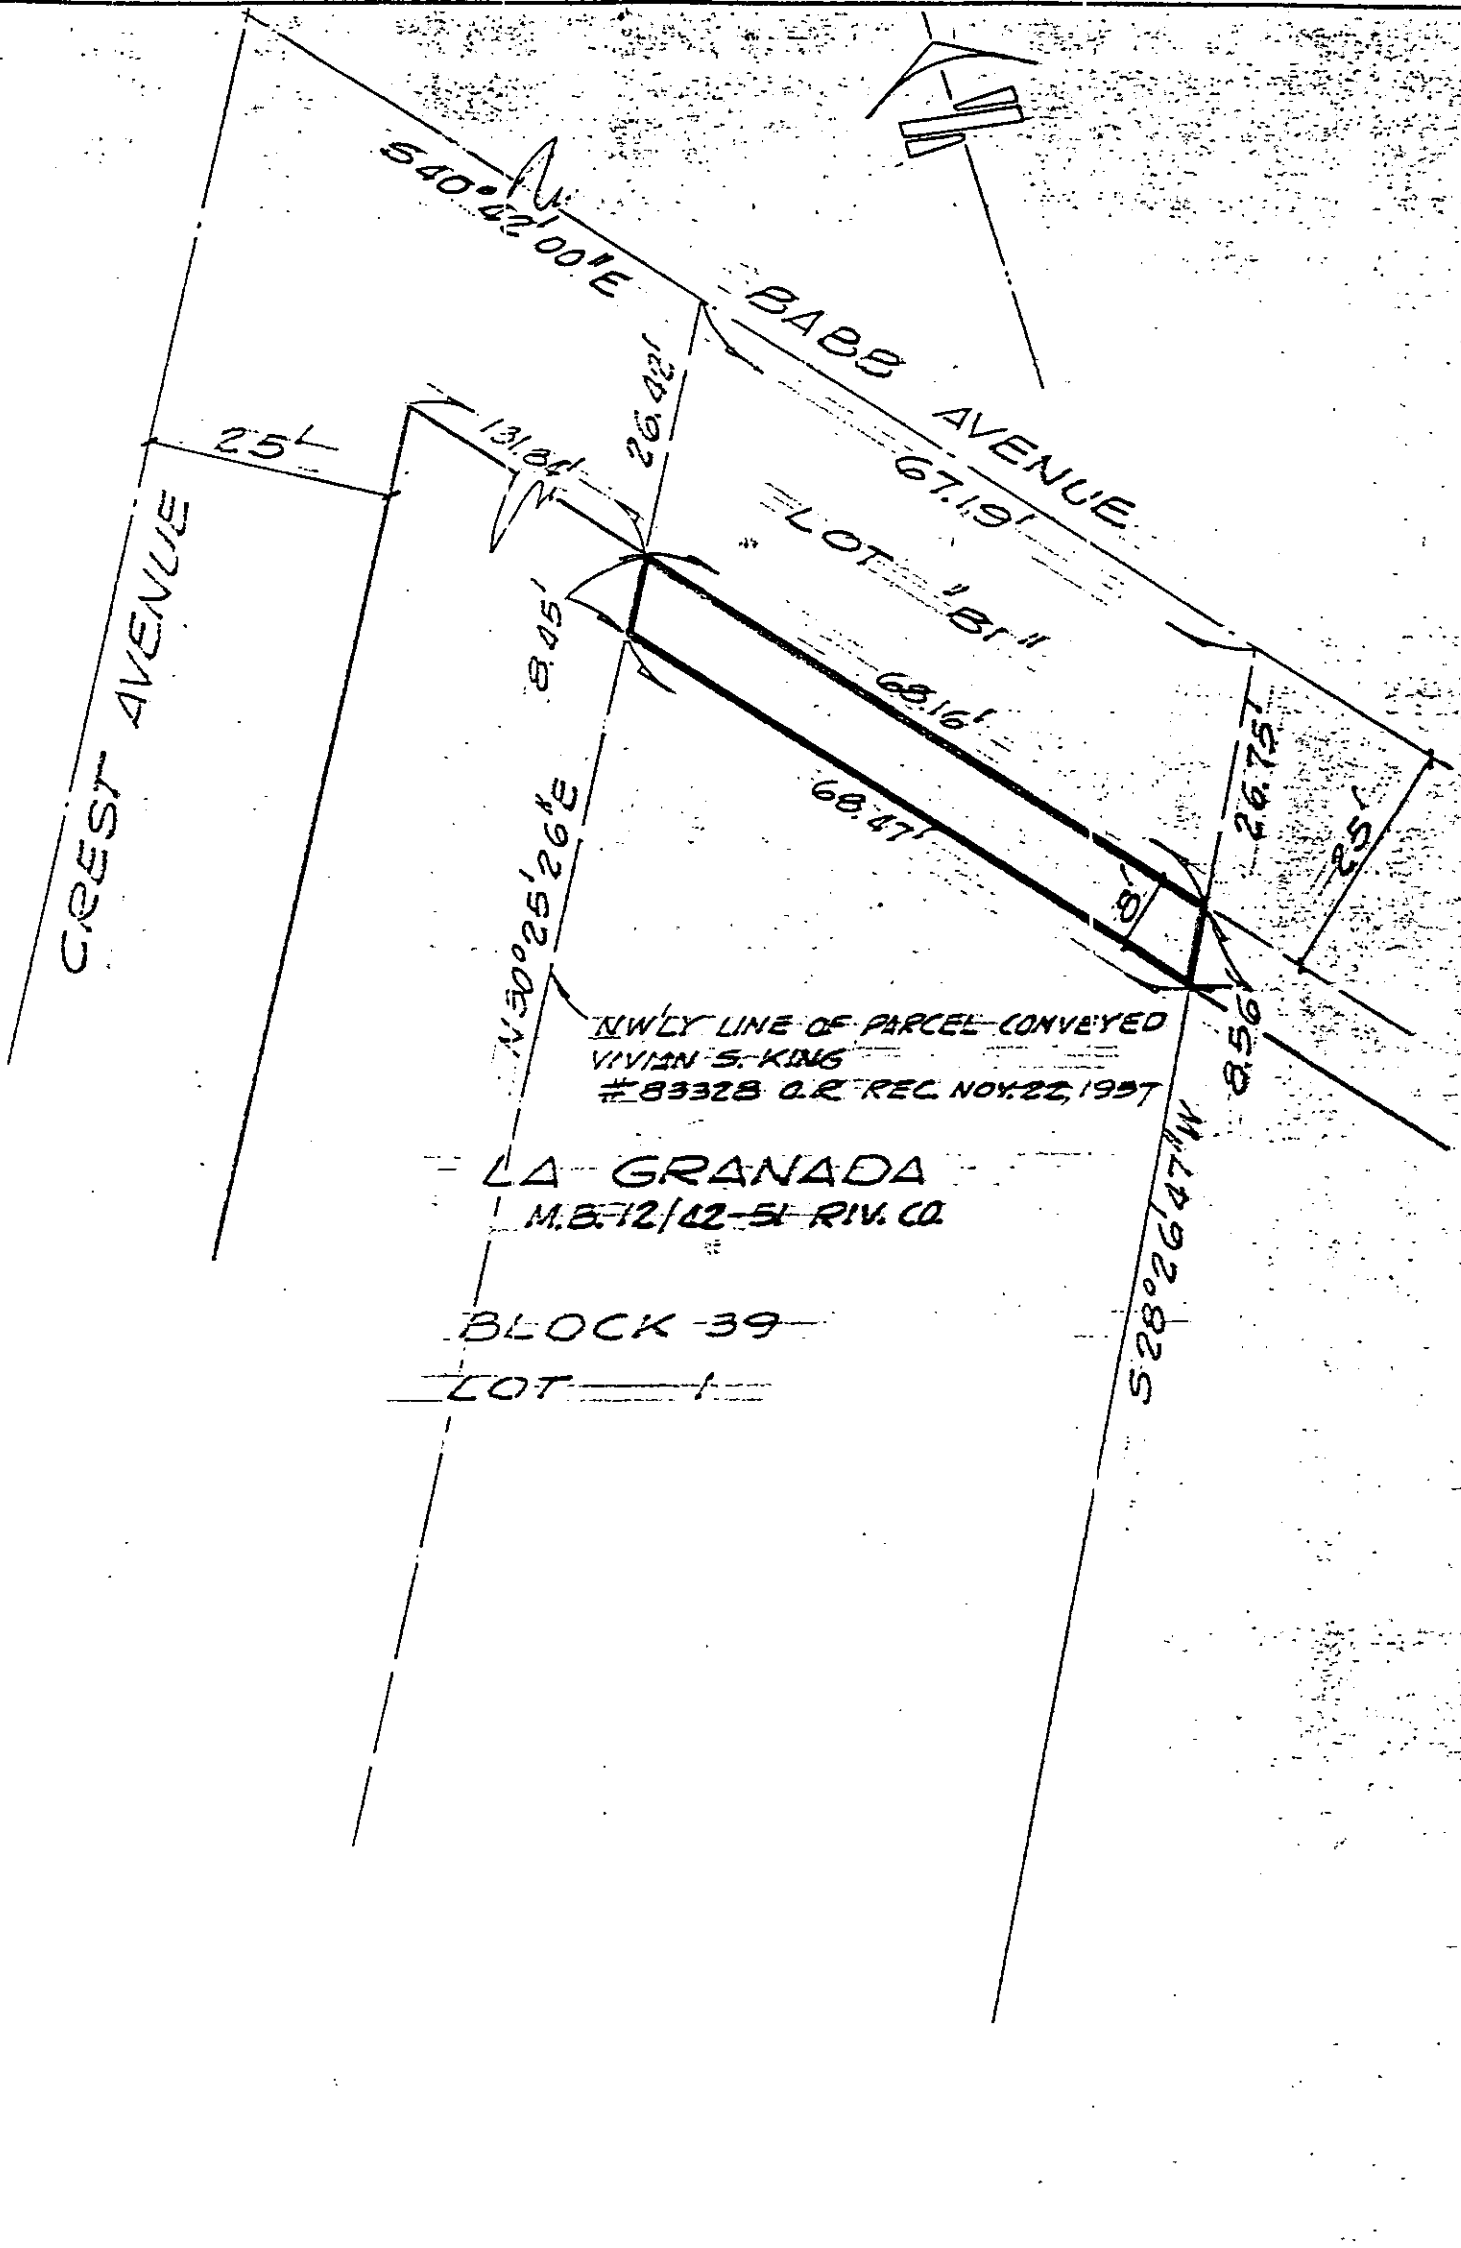 S40°42'00"E
BABB AVENUE
26.42'
25'
131.84'
67.19'
LOT "B1"
CREST AVENUE
8.45'
68.16'
26.75'
68.47'
25'
8'
N30°25'26"E
8.56'
NW'LY LINE OF PARCEL CONVEYED
VIVIAN S. KING
#83328 O.R. REC. NOV. 22, 1957
LA GRANADA
M.B. 12/42-51 RIV. CO.
S28°26'47"W
BLOCK 39
LOT 1